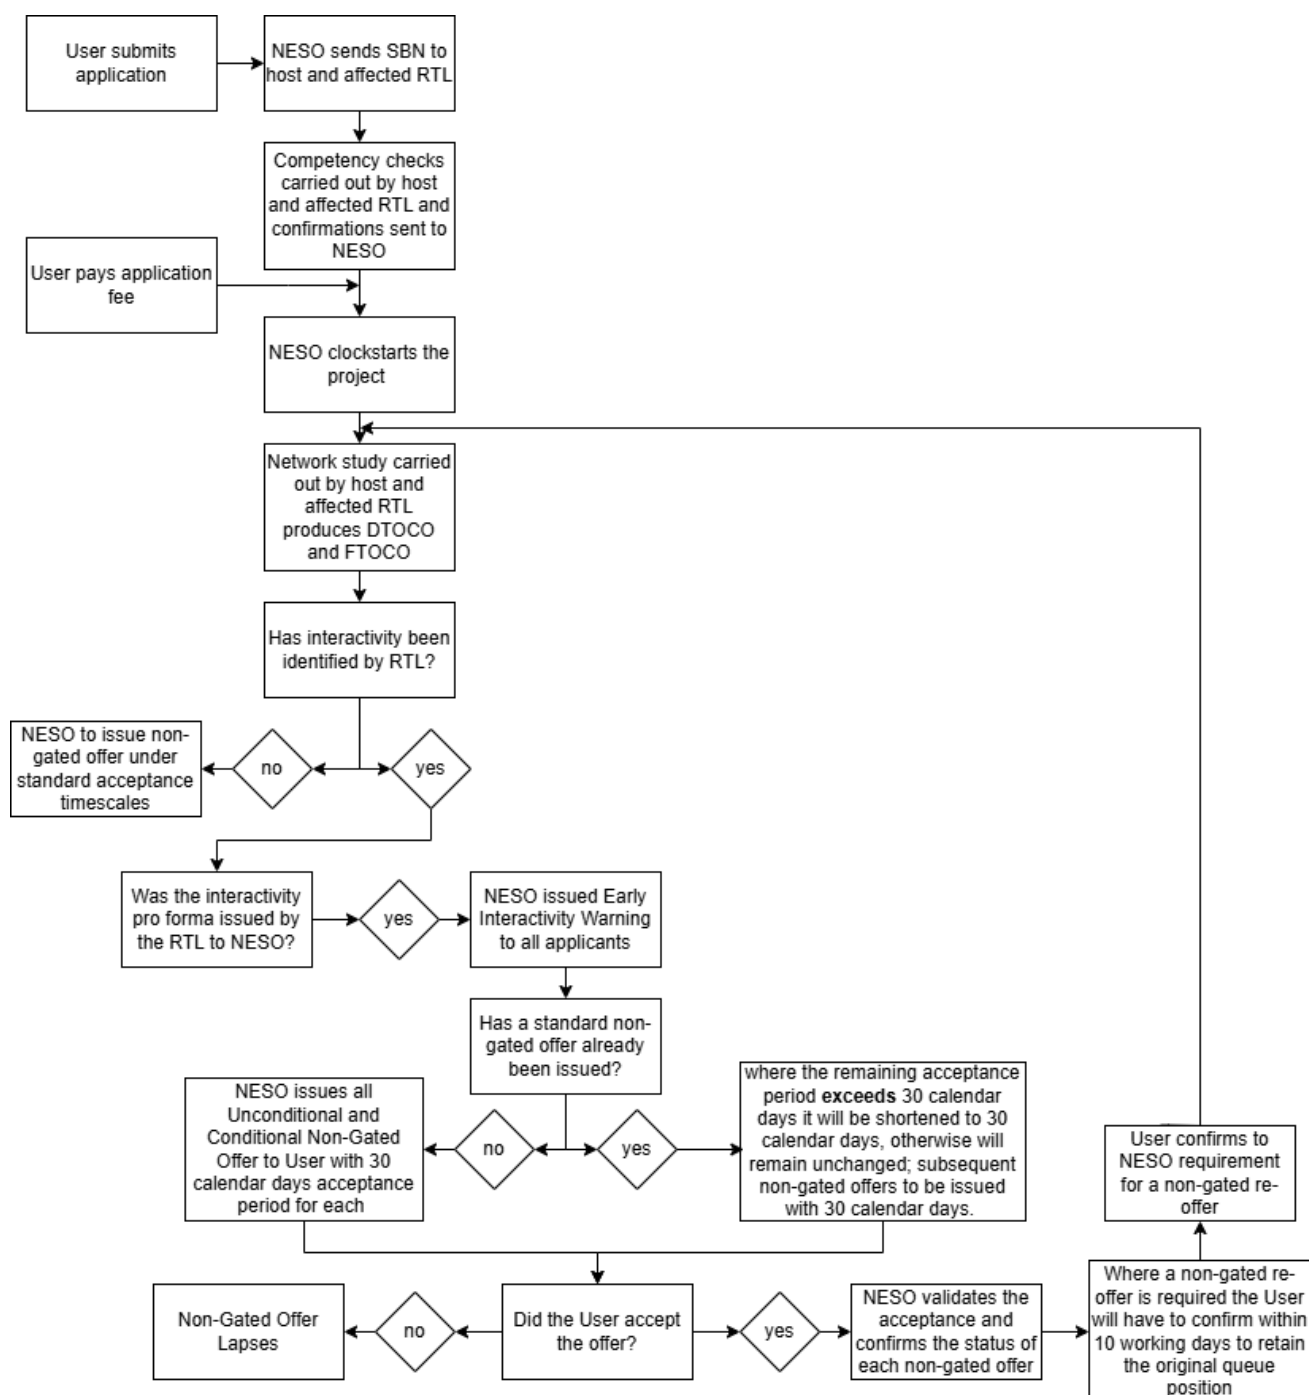 User submits
application
NESO sends SBN to
host and affected RTL
Competency checks
carried out by host
and affected RTL and
confirmations sent to
NESO
User pays application
fee
NESO clockstarts the
project
Network study carried
out by host and
affected RTL
produces DTOCO
and FTOCO
Has interactivity been
identified by RTL?
NESO to issue non-
gated offer under
standard acceptance
timescales
no
yes
Was the interactivity
pro forma issued by
the RTL to NESO?
yes
NESO issued Early
Interactivity Warning
to all applicants
Has a standard non-
gated offer already
been issued?
NESO issues all
Unconditional and
Conditional Non-Gated
Offer to User with 30
calendar days acceptance
period for each
no
yes
where the remaining acceptance
period exceeds 30 calendar
days it will be shortened to 30
calendar days, otherwise will
remain unchanged; subsequent
non-gated offers to be issued
with 30 calendar days.
User confirms to
NESO requirement
for a non-gated re-
offer
Non-Gated Offer
Lapses
no
Did the User accept
the offer?
yes
NESO validates the
acceptance and
confirms the status of
each non-gated offer
Where a non-gated re-
offer is required the User
will have to confirm within
10 working days to retain
the original queue
position